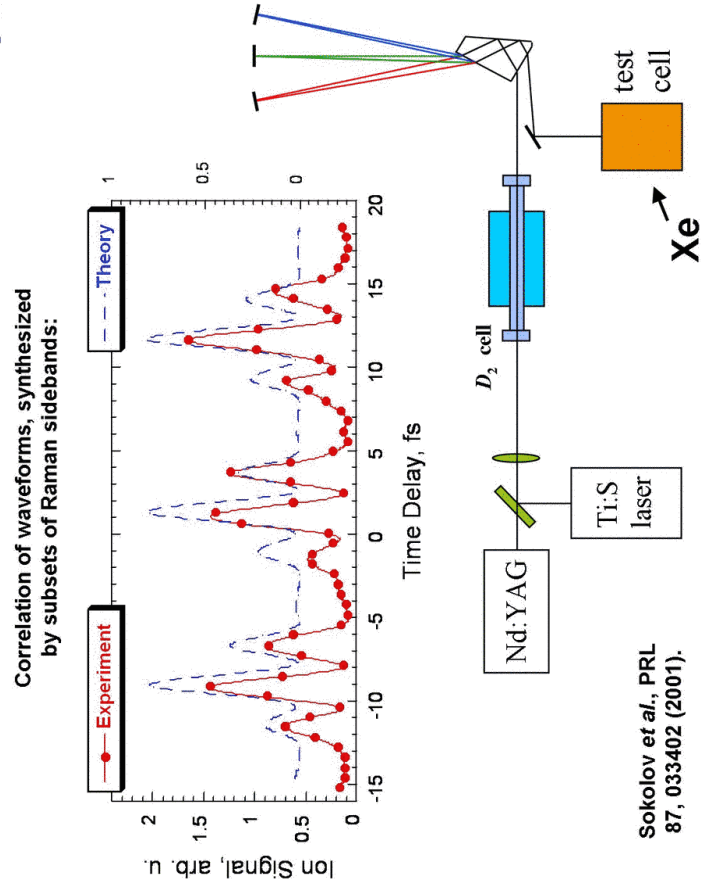 Correlation of waveforms, synthesized
by subsets of Raman sidebands:
Experiment
Theory
Ion Signal, arb. u.
0
0.5
1
1.5
2
0
0.5
1
-15
-10
-5
0
5
10
15
20
Time Delay, fs
Nd:YAG
Ti:S
laser
D2 cell
test
cell
Xe
Sokolov et al., PRL
87, 033402 (2001).